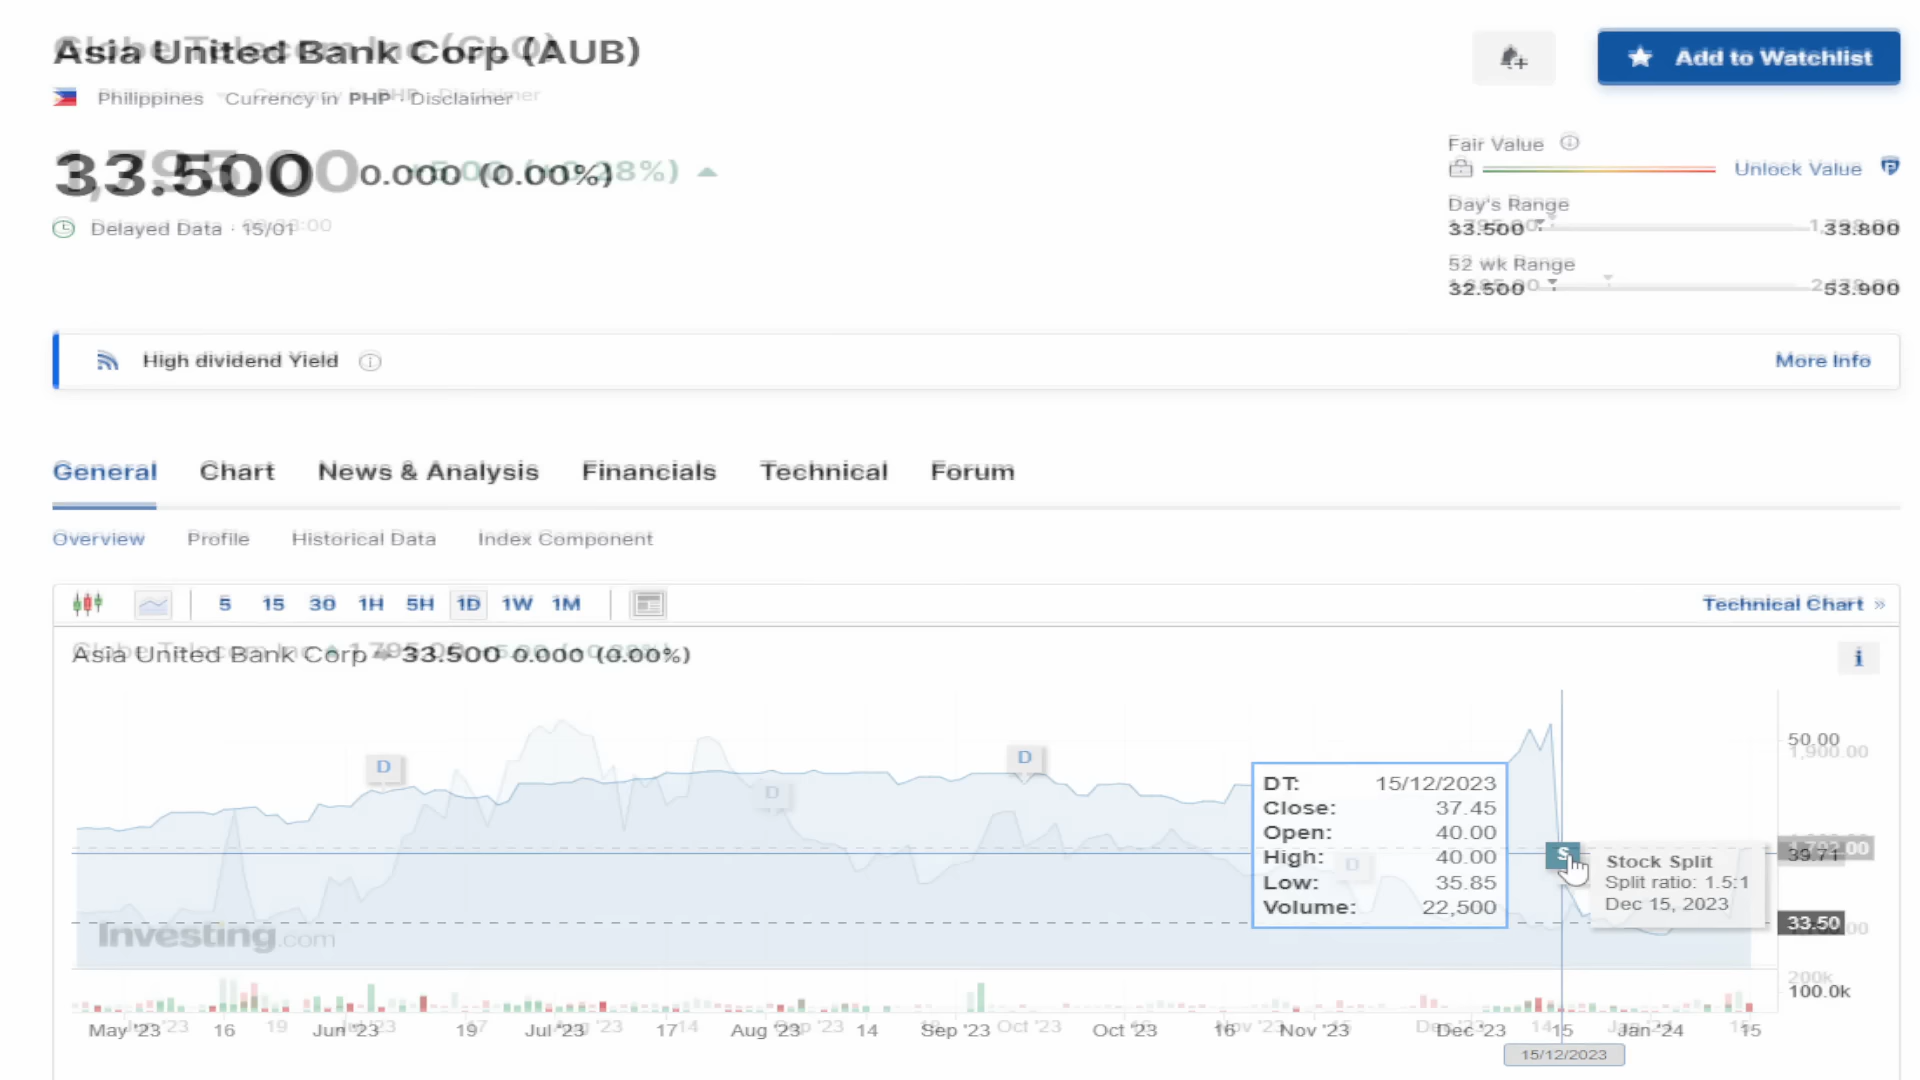 Asia United Bank Corp (AUB)
Add to Watchlist
Philippines Currency in PHP · Disclaimer
33.500 0.000 (0.00%)
Delayed Data · 15/01
Fair Value
Unlock Value
Day's Range
33.500 33.800
52 wk Range
32.500 53.900
High dividend Yield
More Info
General Chart News & Analysis Financials Technical Forum
Overview Profile Historical Data Index Component
5 15 30 1H 5H 1D 1W 1M
Technical Chart »
Asia United Bank Corp 33.500 0.000 (0.00%)
i
D
D
D
D
50.00
1,900.00
DT: 15/12/2023
Close: 37.45
Open: 40.00
High: 40.00
Low: 35.85
Volume: 22,500
S
Stock Split
Split ratio: 1.5:1
Dec 15, 2023
39.71
33.50
Investing.com
200k
100.0k
May '23 16 Jun '23 19 Jul '23 17 Aug '23 14 Sep '23 Oct '23 Oct '23 16 Nov '23 Dec '23 15 Jan '24 15
15/12/2023